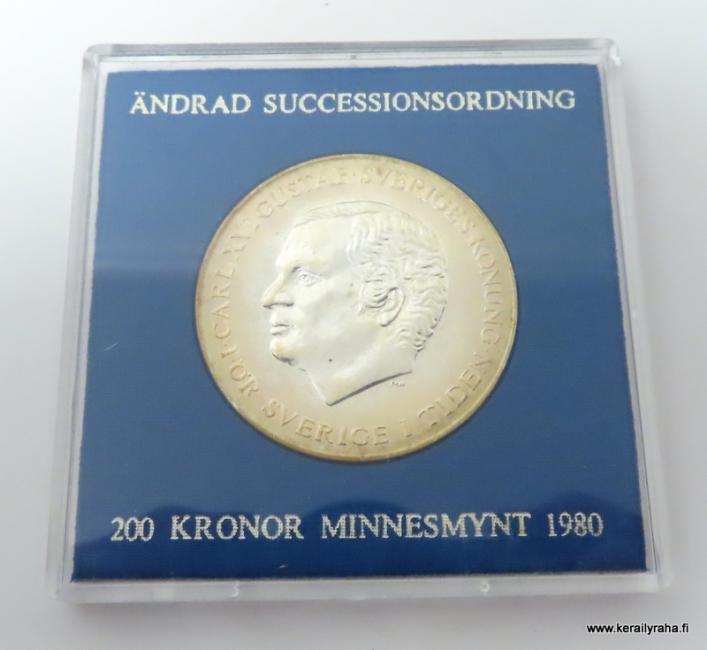 ÄNDRAD SUCCESSIONSORDNING
CARL XVI GUSTAF · SVERIGES KONUNG ·
FÖR SVERIGE I TIDEN ·
200 KRONOR MINNESMYNT 1980
www.kerailyraha.fi